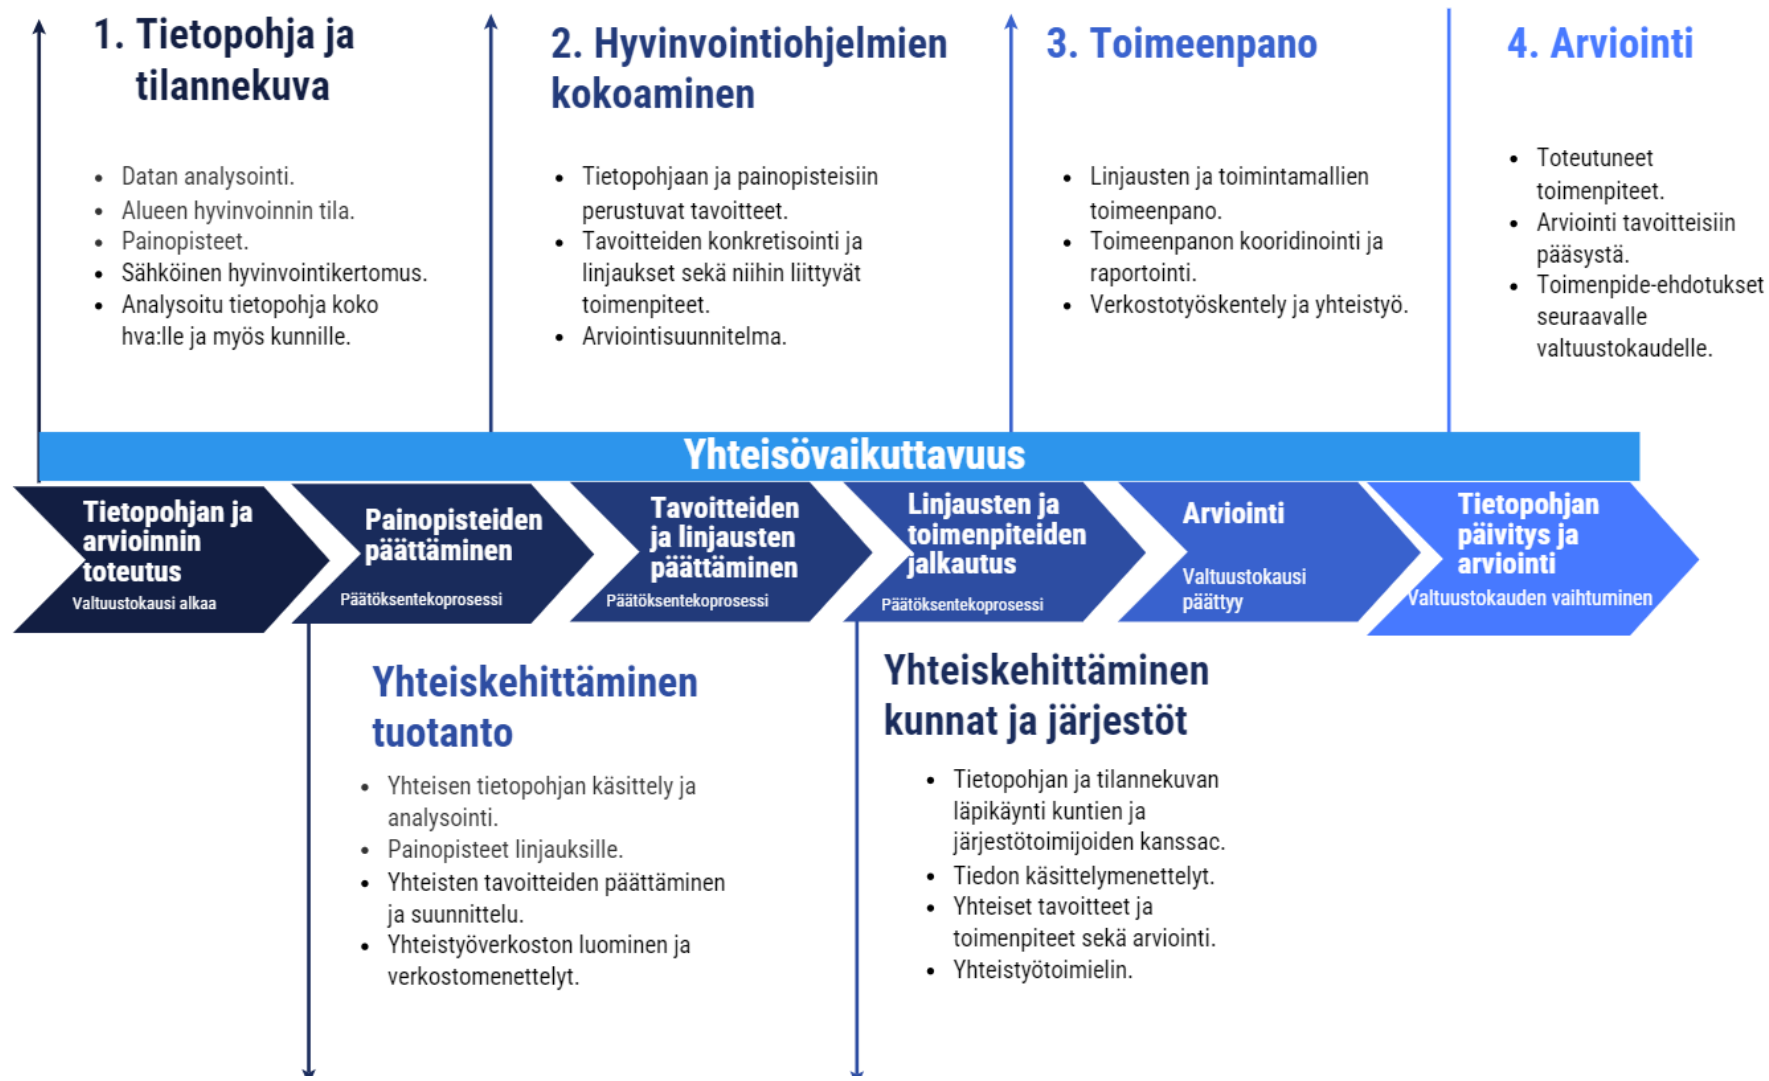 1. Tietopohja ja
tilannekuva
• Datan analysointi.
• Alueen hyvinvoinnin tila.
• Painopisteet.
• Sähköinen hyvinvointikertomus.
• Analysoitu tietopohja koko
hva:lle ja myös kunnille.
2. Hyvinvointiohjelmien
kokoaminen
• Tietopohjaan ja painopisteisiin
perustuvat tavoitteet.
• Tavoitteiden konkretisointi ja
linjaukset sekä niihin liittyvät
toimenpiteet.
• Arviointisuunnitelma.
3. Toimeenpano
• Linjausten ja toimintamallien
toimeenpano.
• Toimeenpanon kooridinointi ja
raportointi.
• Verkostotyöskentely ja yhteistyö.
4. Arviointi
• Toteutuneet
toimenpiteet.
• Arviointi tavoitteisiin
pääsystä.
• Toimenpide-ehdotukset
seuraavalle
valtuustokaudelle.
Yhteisövaikuttavuus
Tietopohjan ja
arvioinnin
toteutus
Valtuustokausi alkaa
Painopisteiden
päättäminen
Päätöksentekoprosessi
Tavoitteiden
ja linjausten
päättäminen
Päätöksentekoprosessi
Linjausten ja
toimenpiteiden
jalkautus
Päätöksentekoprosessi
Arviointi
Valtuustokausi
päättyy
Tietopohjan
päivitys ja
arviointi
Valtuustokauden vaihtuminen
Yhteiskehittäminen
tuotanto
• Yhteisen tietopohjan käsittely ja
analysointi.
• Painopisteet linjauksille.
• Yhteisten tavoitteiden päättäminen
ja suunnittelu.
• Yhteistyöverkoston luominen ja
verkostomenettelyt.
Yhteiskehittäminen
kunnat ja järjestöt
• Tietopohjan ja tilannekuvan
läpikäynti kuntien ja
järjestötoimijoiden kanssac.
• Tiedon käsittelymenettelyt.
• Yhteiset tavoitteet ja
toimenpiteet sekä arviointi.
• Yhteistyötoimielin.